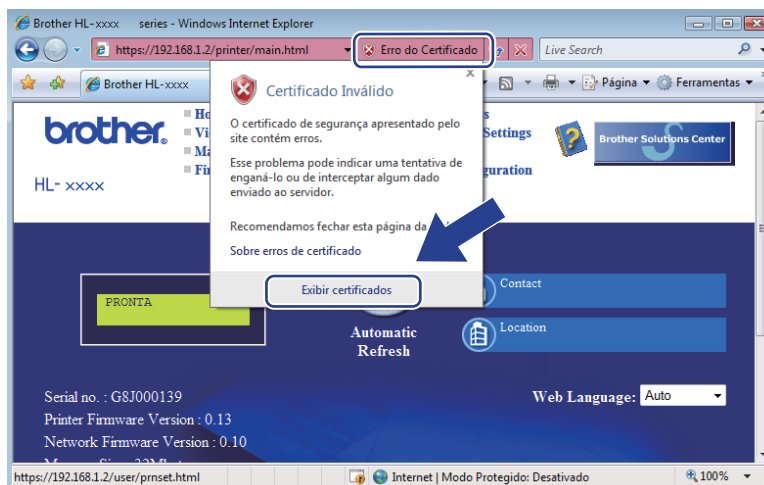 Brother HL-xxxx series - Windows Internet Explorer
https://192.168.1.2/printer/main.html
Erro do Certificado
Live Search
Brother HL-xxxx
Página
Ferramentas
brother.
HL- xxxx
Settings
Brother Solutions Center
Certificado Inválido
O certificado de segurança apresentado pelo
site contém erros.
Esse problema pode indicar uma tentativa de
enganá-lo ou de interceptar algum dado
enviado ao servidor.
Recomendamos fechar esta página da
Sobre erros de certificado
Exibir certificados
PRONTA
Automatic
Refresh
Contact
Location
Serial no. : G8J000139
Printer Firmware Version : 0.13
Network Firmware Version : 0.10
Web Language: Auto
https://192.168.1.2/user/prnset.html
Internet | Modo Protegido: Desativado
100%